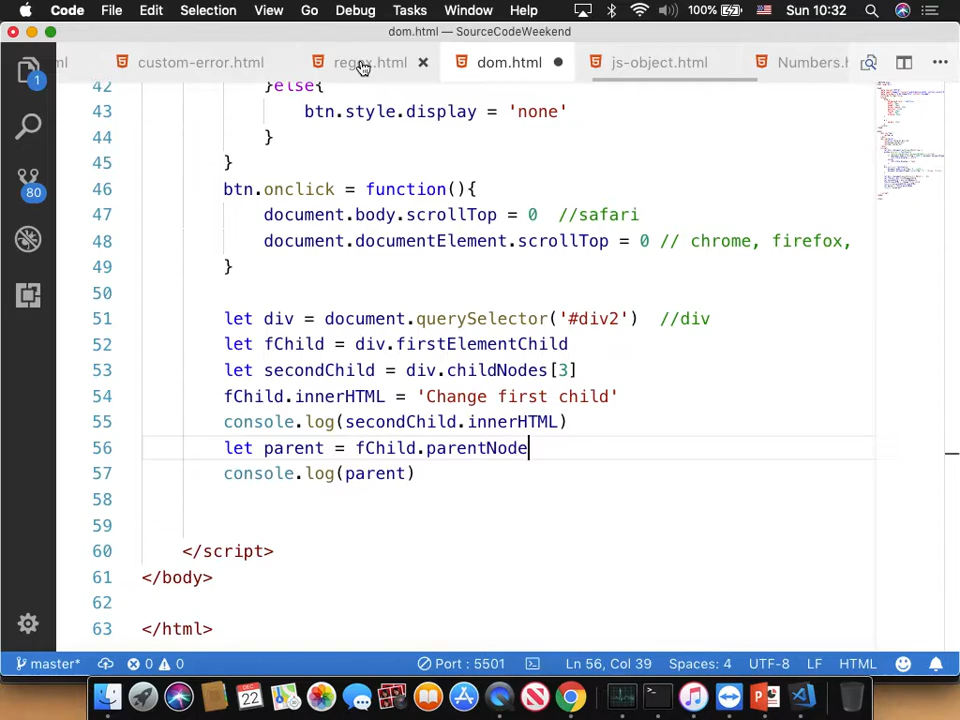 Code File Edit Selection View Go Debug Tasks Window Help 100% Sun 10:32
dom.html — SourceCodeWeekend
ml custom-error.html regex.html dom.html js-object.html Numbers.h
1
80
42 }else{
43 btn.style.display = 'none'
44 }
45 }
46 btn.onclick = function(){
47 document.body.scrollTop = 0 //safari
48 document.documentElement.scrollTop = 0 // chrome, firefox,
49 }
50
51 let div = document.querySelector('#div2') //div
52 let fChild = div.firstElementChild
53 let secondChild = div.childNodes[3]
54 fChild.innerHTML = 'Change first child'
55 console.log(secondChild.innerHTML)
56 let parent = fChild.parentNode
57 console.log(parent)
58
59
60 </script>
61 </body>
62
63 </html>
master* 0 0 Port : 5501 Ln 56, Col 39 Spaces: 4 UTF-8 LF HTML
DEC
22